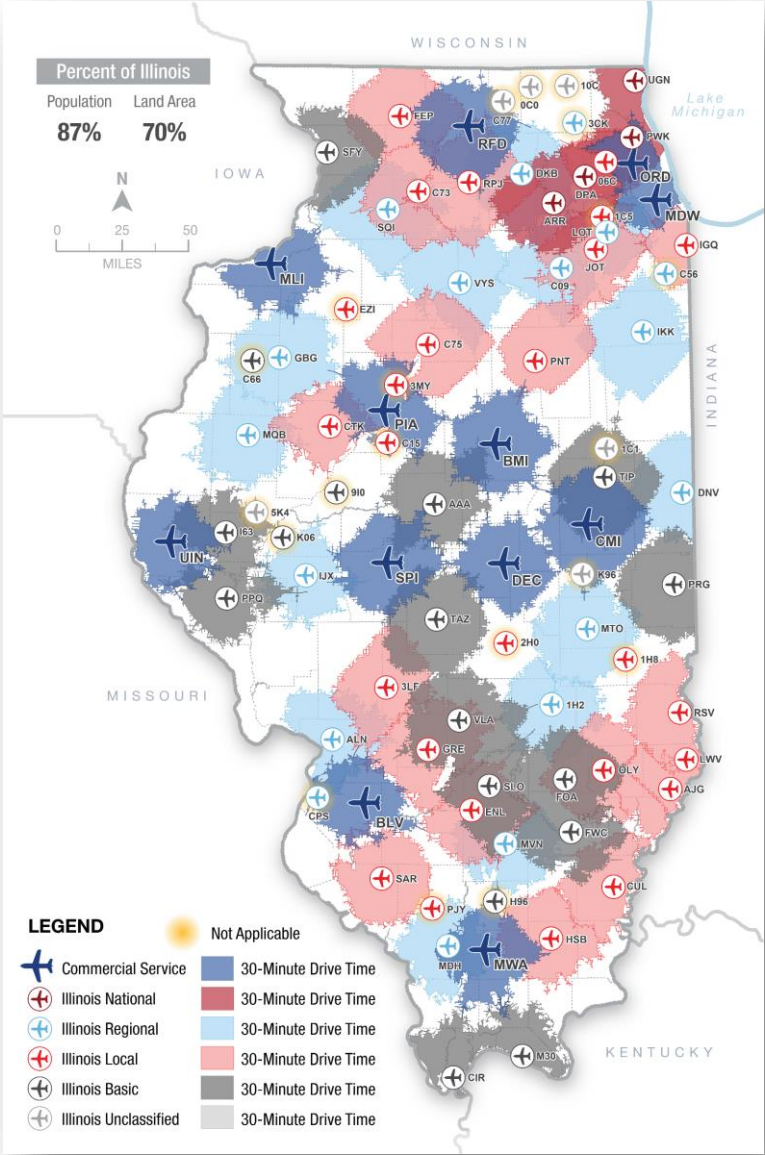 WISCONSIN
Percent of Illinois
Population Land Area
87% 70%
N
0 25 50
MILES
IOWA
Lake
Michigan
UGN
10C
0C0
C77
EEP
3CK
RFD
PWK
SFY
ORD
DKB
06C
RPJ
DPA
C73
MDW
ARR
1C5
SQI
LOT
IGQ
JOT
MLI
C09
C56
VYS
EZI
IKK
C75
GBG
PNT
C66
3MY
INDIANA
PIA
CTK
MQB
C15
BMI
1C1
TIP
9I0
DNV
AAA
5K4
I63
CMI
K06
UIN
SPI
DEC
IJX
K96
PRG
PPQ
TAZ
MTO
2H0
1H8
MISSOURI
3LF
1H2
RSV
VLA
ALN
GRE
LWV
OLY
SLO
FOA
AJG
CPS
BLV
ENL
FWC
MVN
SAR
CUL
H96
PJY
HSB
MDH
MWA
M30
KENTUCKY
CIR
LEGEND
Not Applicable
Commercial Service 30-Minute Drive Time
Illinois National 30-Minute Drive Time
Illinois Regional 30-Minute Drive Time
Illinois Local 30-Minute Drive Time
Illinois Basic 30-Minute Drive Time
Illinois Unclassified 30-Minute Drive Time